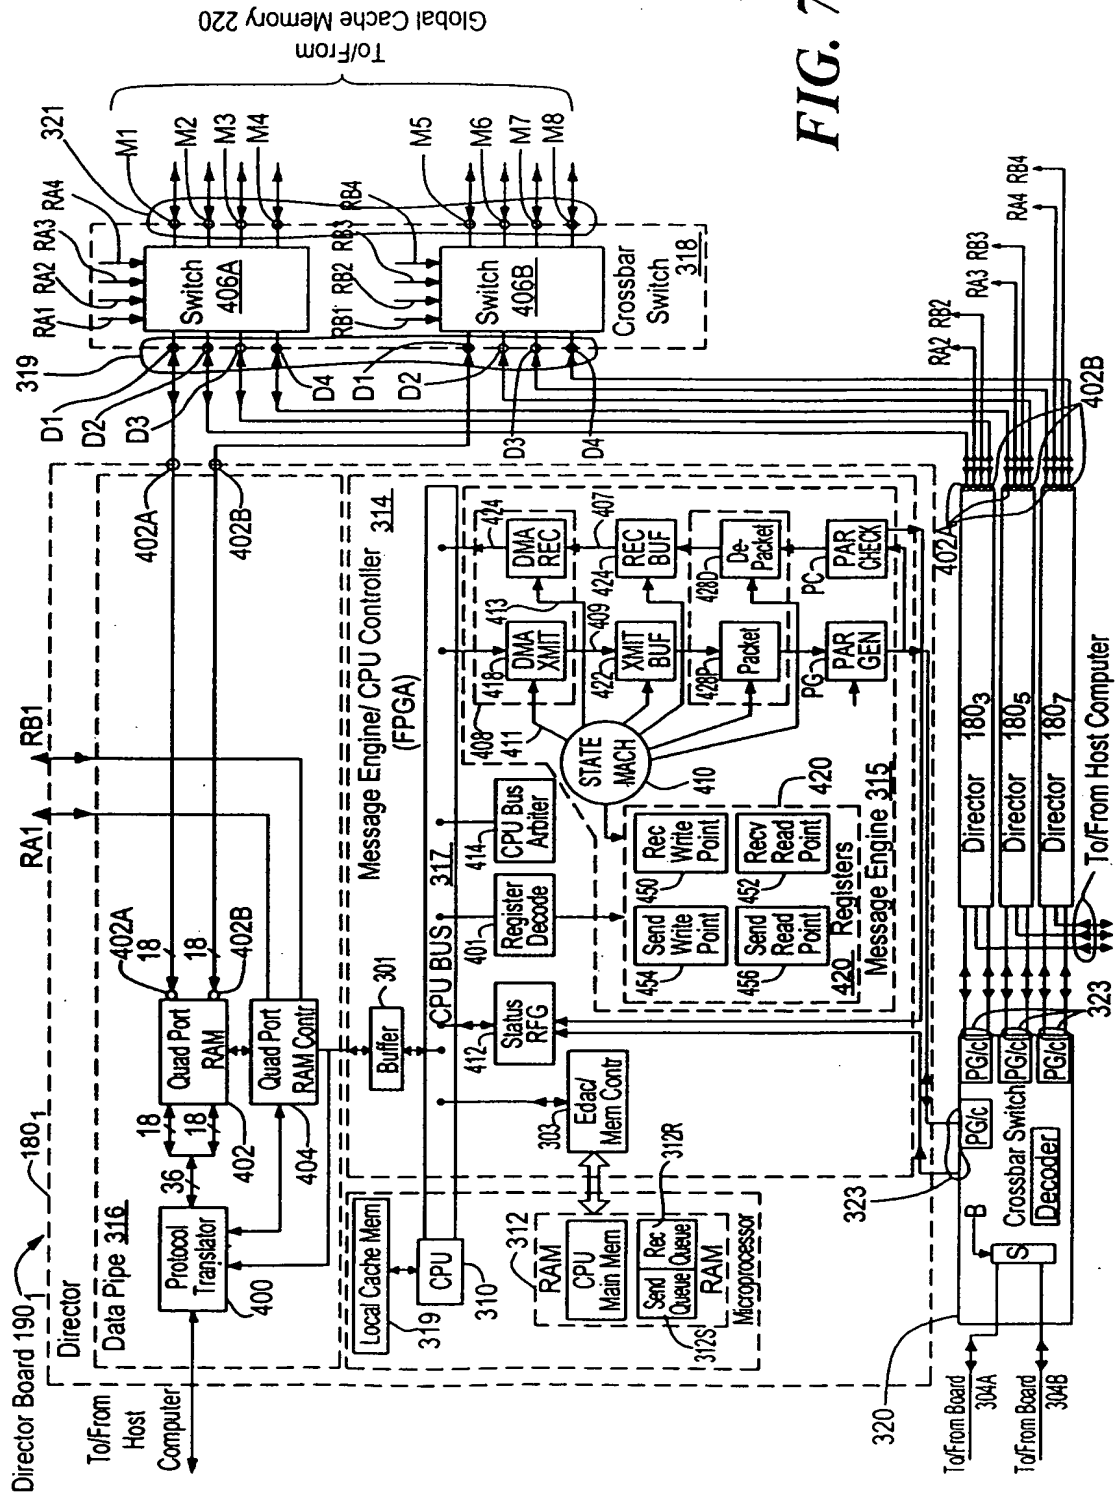 Director Board 190₁
180₁
Director
Data Pipe 316
To/From
Host
Computer
Protocol
Translator
400
36
18
18
402
404
Quad Port
RAM
Quad Port
RAM Contr
18
402A
18
402B
RA1
RB1
402A
402B
319
D1
D2
D3
D4
D1
D2
D3
D4
RA1
RA2
RA3
RA4
Switch
406A
RB1
RB2
RB3
RB4
Switch
406B
Crossbar
Switch
318
321
M1
M2
M3
M4
M5
M6
M7
M8
To/From
Global Cache Memory 220
FIG. 7
Message Engine/ CPU Controller
(FPGA)
314
Buffer
301
CPU BUS
317
Local Cache Mem
319
CPU
310
312
RAM
CPU
Main Mem
Send
Queue
Rec
Queue
RAM
312S
312R
Microprocessor
303
Edac/
Mem Contr
412
Status
RFG
401
Register
Decode
414
CPU Bus
Arbiter
STATE
MACH
410
408
411
413
418
DMA
XMIT
424
DMA
REC
409
407
422
XMIT
BUF
424
REC
BUF
428P
Packet
428D
De-
Packet
PG
PAR
GEN
PC
PAR
CHECK
454
Send
Write
Point
450
Rec
Write
Point
456
Send
Read
Point
452
Recv
Read
Point
420
420 Registers
Message Engine 315
320
323
PG/c
PG/c
PG/c
PG/c
323
B
S
Crossbar Switch
Decoder
To/From Board
304A
To/From Board
304B
Director 180₃
Director 180₅
Director 180₇
To/From Host Computer
402A
402B
RA2
RB2
RA3
RB3
RA4
RB4